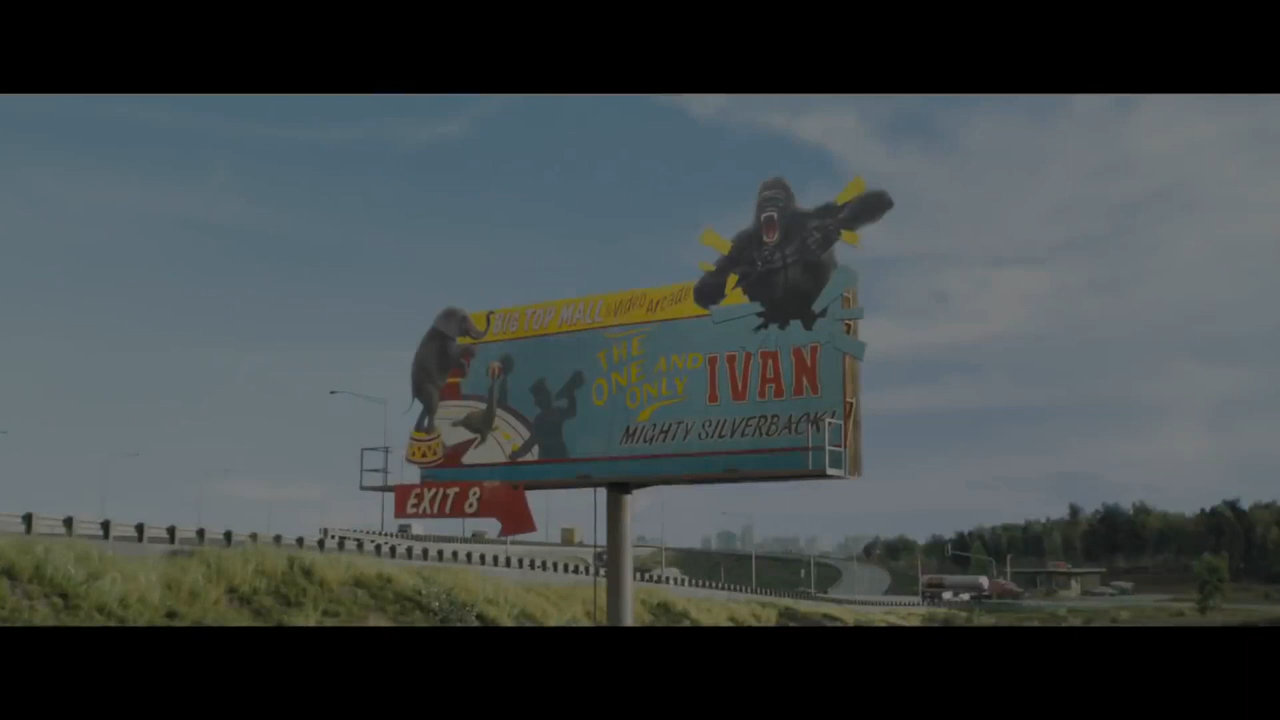 BIG TOP MALL & Video Arcade
THE
ONE AND
ONLY
IVAN
MIGHTY SILVERBACK!
EXIT 8